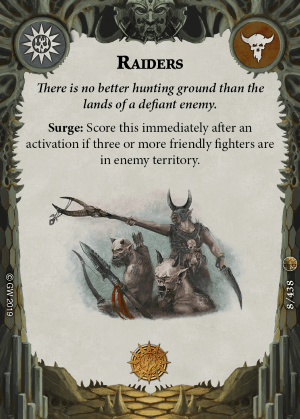 RAIDERS
There is no better hunting ground than the
lands of a defiant enemy.
Surge: Score this immediately after an
activation if three or more friendly fighters are
in enemy territory.
© GW 2019
8/438